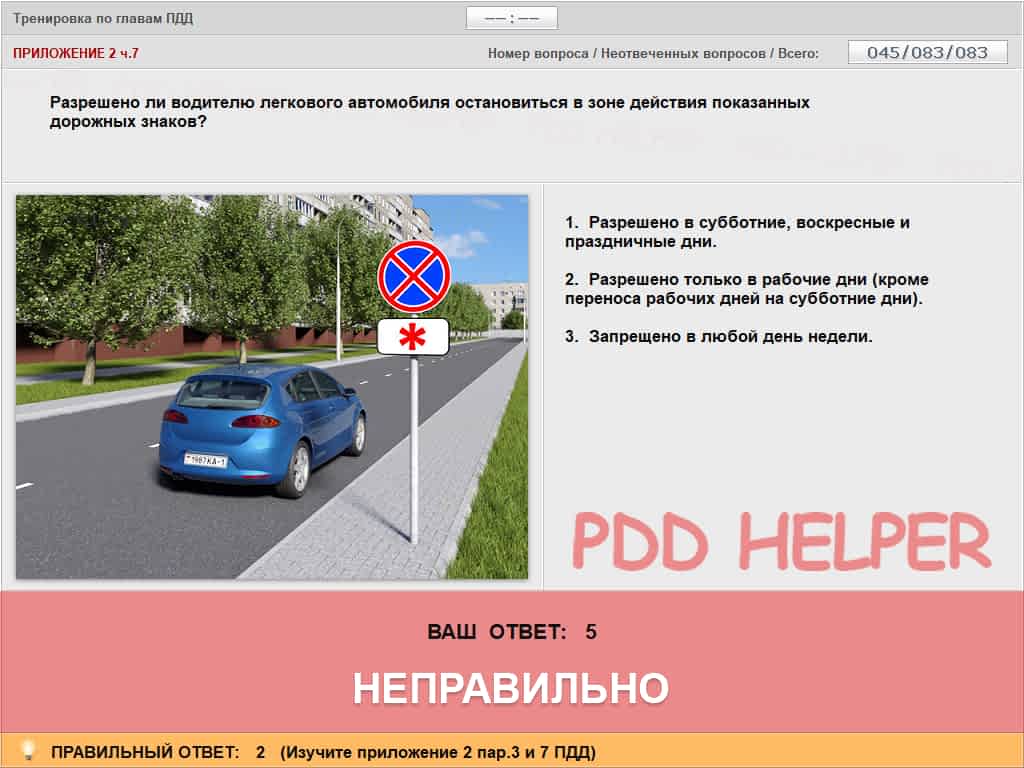 Тренировка по главам ПДД
—— : ——
ПРИЛОЖЕНИЕ 2 ч.7
Номер вопроса / Неотвеченных вопросов / Всего:
045/083/083
Разрешено ли водителю легкового автомобиля остановиться в зоне действия показанных
дорожных знаков?
1. Разрешено в субботние, воскресные и
праздничные дни.
2. Разрешено только в рабочие дни (кроме
переноса рабочих дней на субботние дни).
3. Запрещено в любой день недели.
1987KA-1
PDD HELPER
ВАШ ОТВЕТ: 5
НЕПРАВИЛЬНО
ПРАВИЛЬНЫЙ ОТВЕТ: 2 (Изучите приложение 2 пар.3 и 7 ПДД)